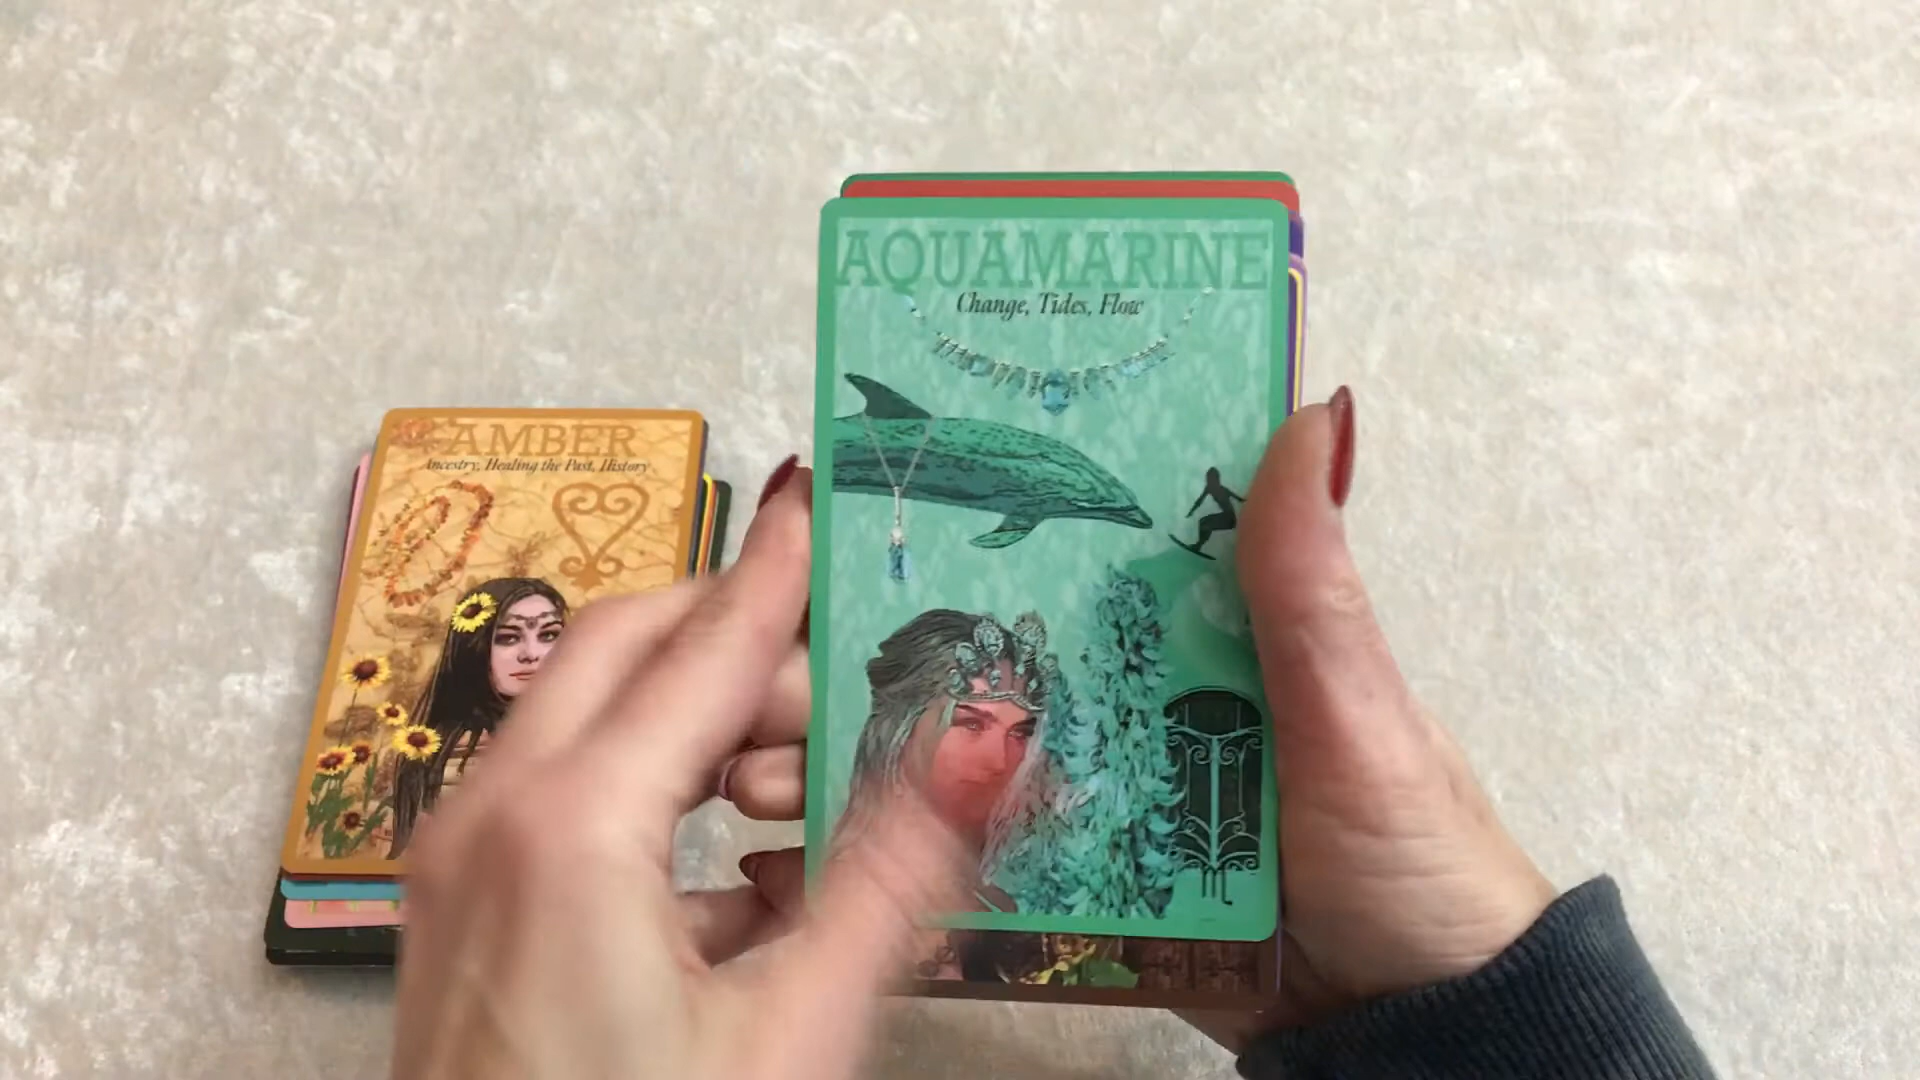 AQUAMARINE
Change, Tides, Flow
AMBER
Ancestry, Healing the Past, History